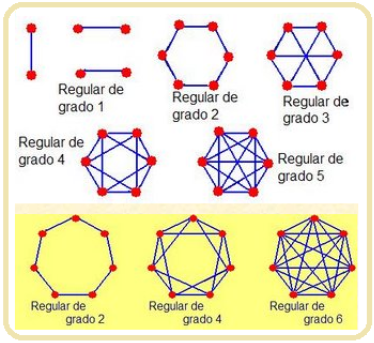 Regular de
grado 1
Regular de
grado 2
Regular de
grado 3
Regular de
grado 4
Regular de
grado 5
Regular de
grado 2
Regular de
grado 4
Regular de
grado 6